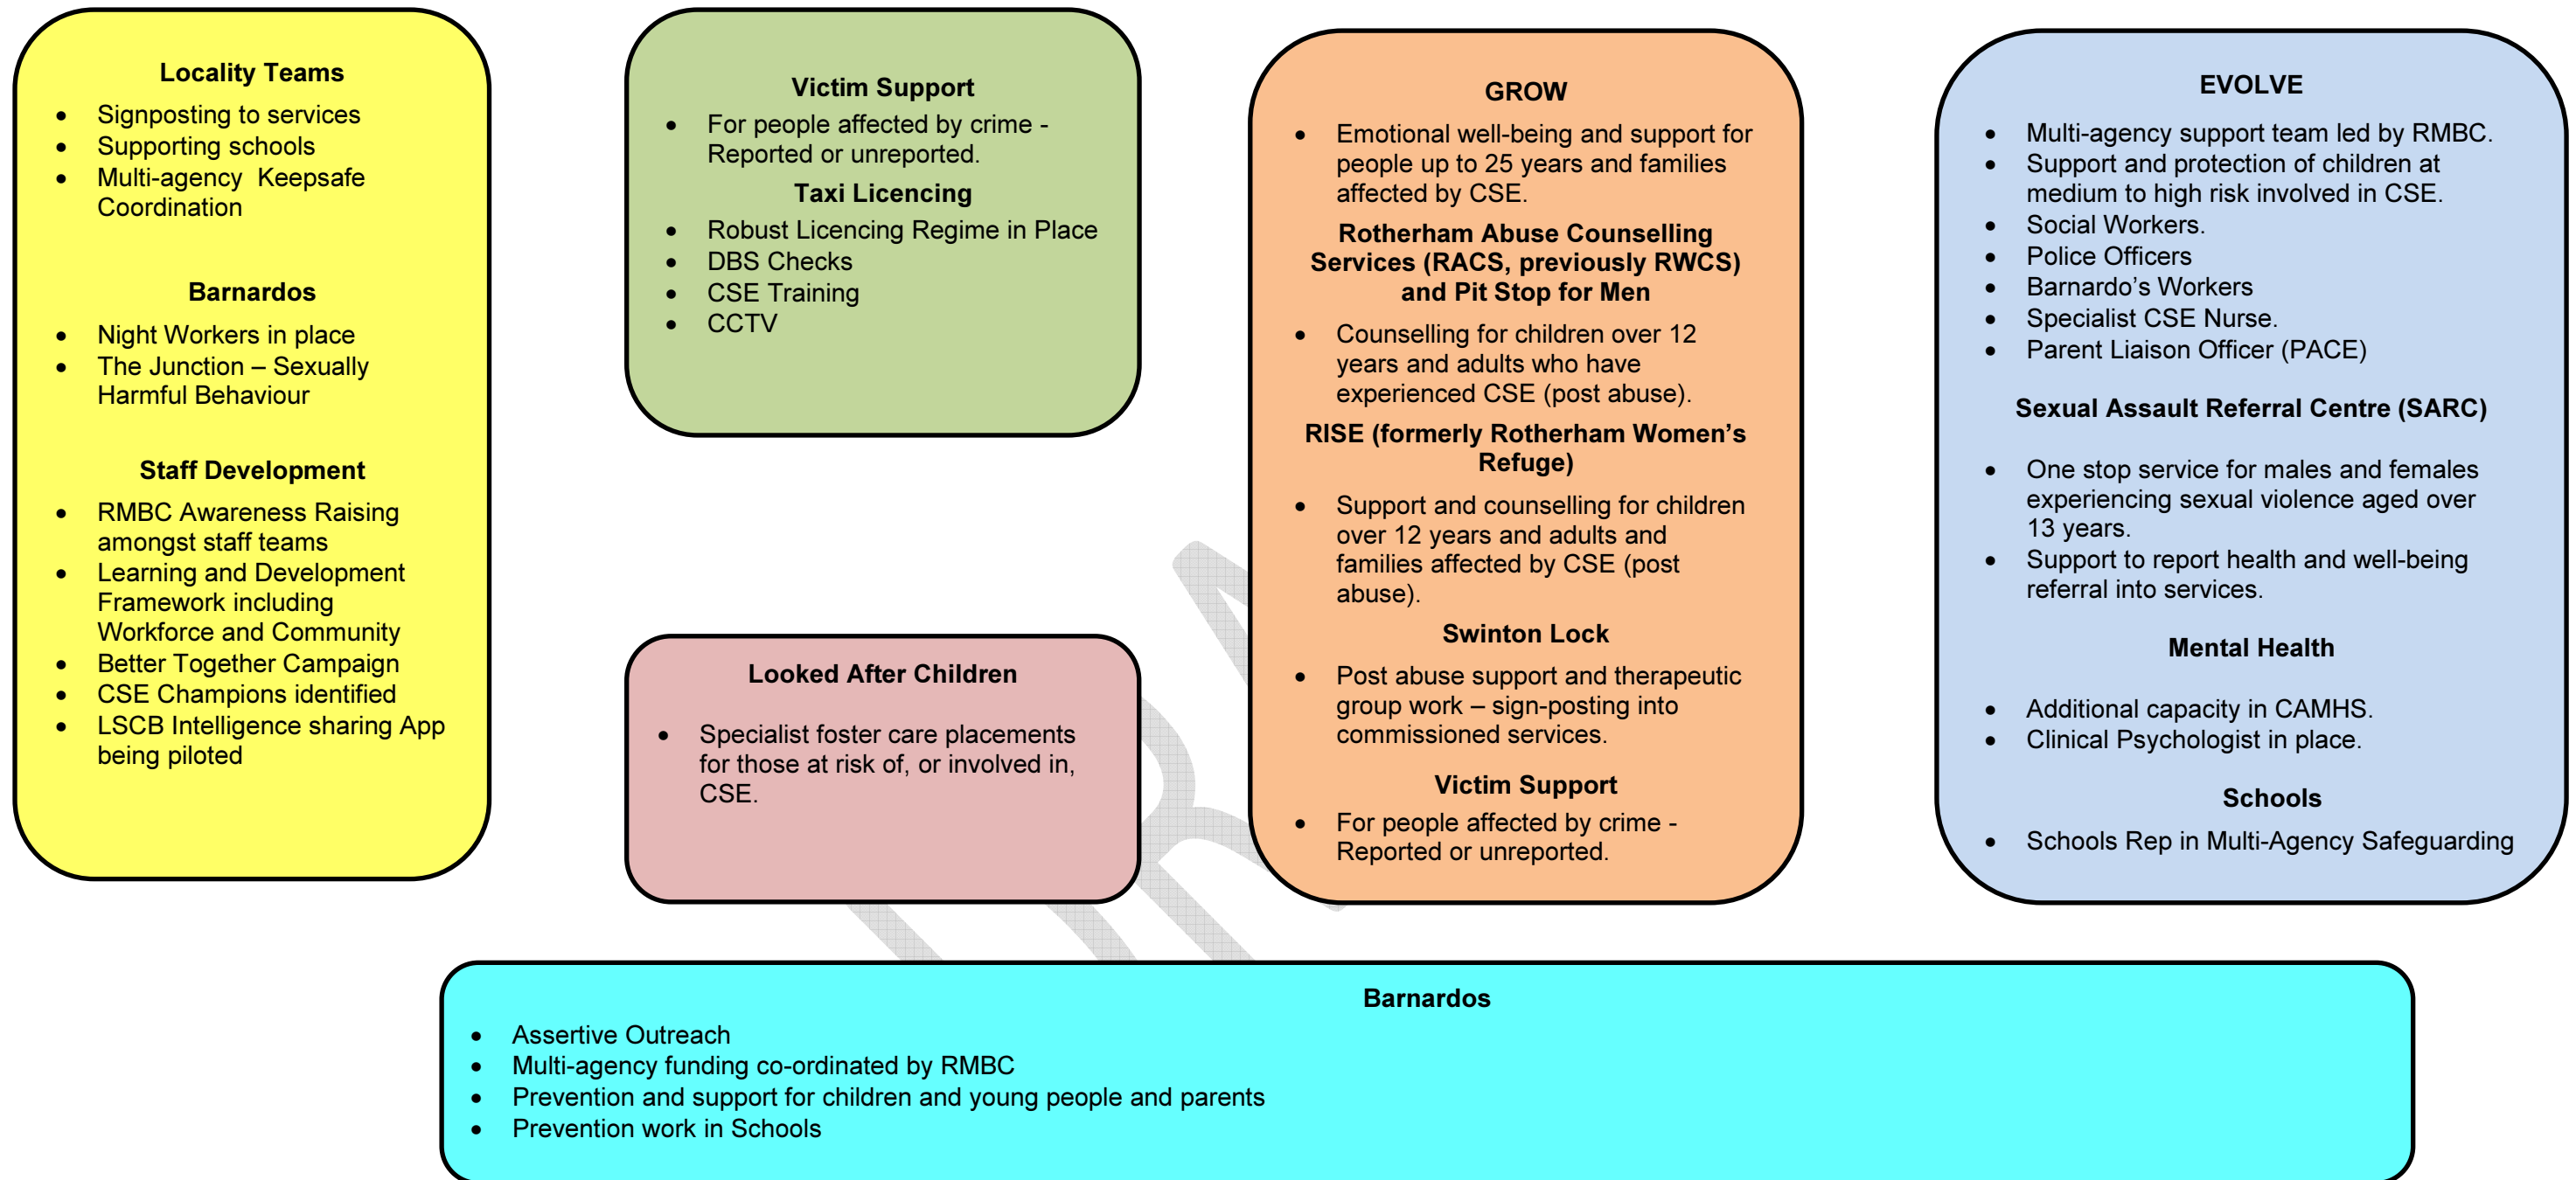 Locality Teams
• Signposting to services
• Supporting schools
• Multi-agency  Keepsafe
Coordination
Barnardos
• Night Workers in place
• The Junction – Sexually
Harmful Behaviour
Staff Development
• RMBC Awareness Raising
amongst staff teams
• Learning and Development
Framework including
Workforce and Community
• Better Together Campaign
• CSE Champions identified
• LSCB Intelligence sharing App
being piloted
Victim Support
• For people affected by crime -
Reported or unreported.
Taxi Licencing
• Robust Licencing Regime in Place
• DBS Checks
• CSE Training
• CCTV
Looked After Children
• Specialist foster care placements
for those at risk of, or involved in,
CSE.
GROW
• Emotional well-being and support for
people up to 25 years and families
affected by CSE.
Rotherham Abuse Counselling
Services (RACS, previously RWCS)
and Pit Stop for Men
• Counselling for children over 12
years and adults who have
experienced CSE (post abuse).
RISE (formerly Rotherham Women's
Refuge)
• Support and counselling for children
over 12 years and adults and
families affected by CSE (post
abuse).
Swinton Lock
• Post abuse support and therapeutic
group work – sign-posting into
commissioned services.
Victim Support
• For people affected by crime -
Reported or unreported.
EVOLVE
• Multi-agency support team led by RMBC.
• Support and protection of children at
medium to high risk involved in CSE.
• Social Workers.
• Police Officers
• Barnardo's Workers
• Specialist CSE Nurse.
• Parent Liaison Officer (PACE)
Sexual Assault Referral Centre (SARC)
• One stop service for males and females
experiencing sexual violence aged over
13 years.
• Support to report health and well-being
referral into services.
Mental Health
• Additional capacity in CAMHS.
• Clinical Psychologist in place.
Schools
• Schools Rep in Multi-Agency Safeguarding
Barnardos
• Assertive Outreach
• Multi-agency funding co-ordinated by RMBC
• Prevention and support for children and young people and parents
• Prevention work in Schools